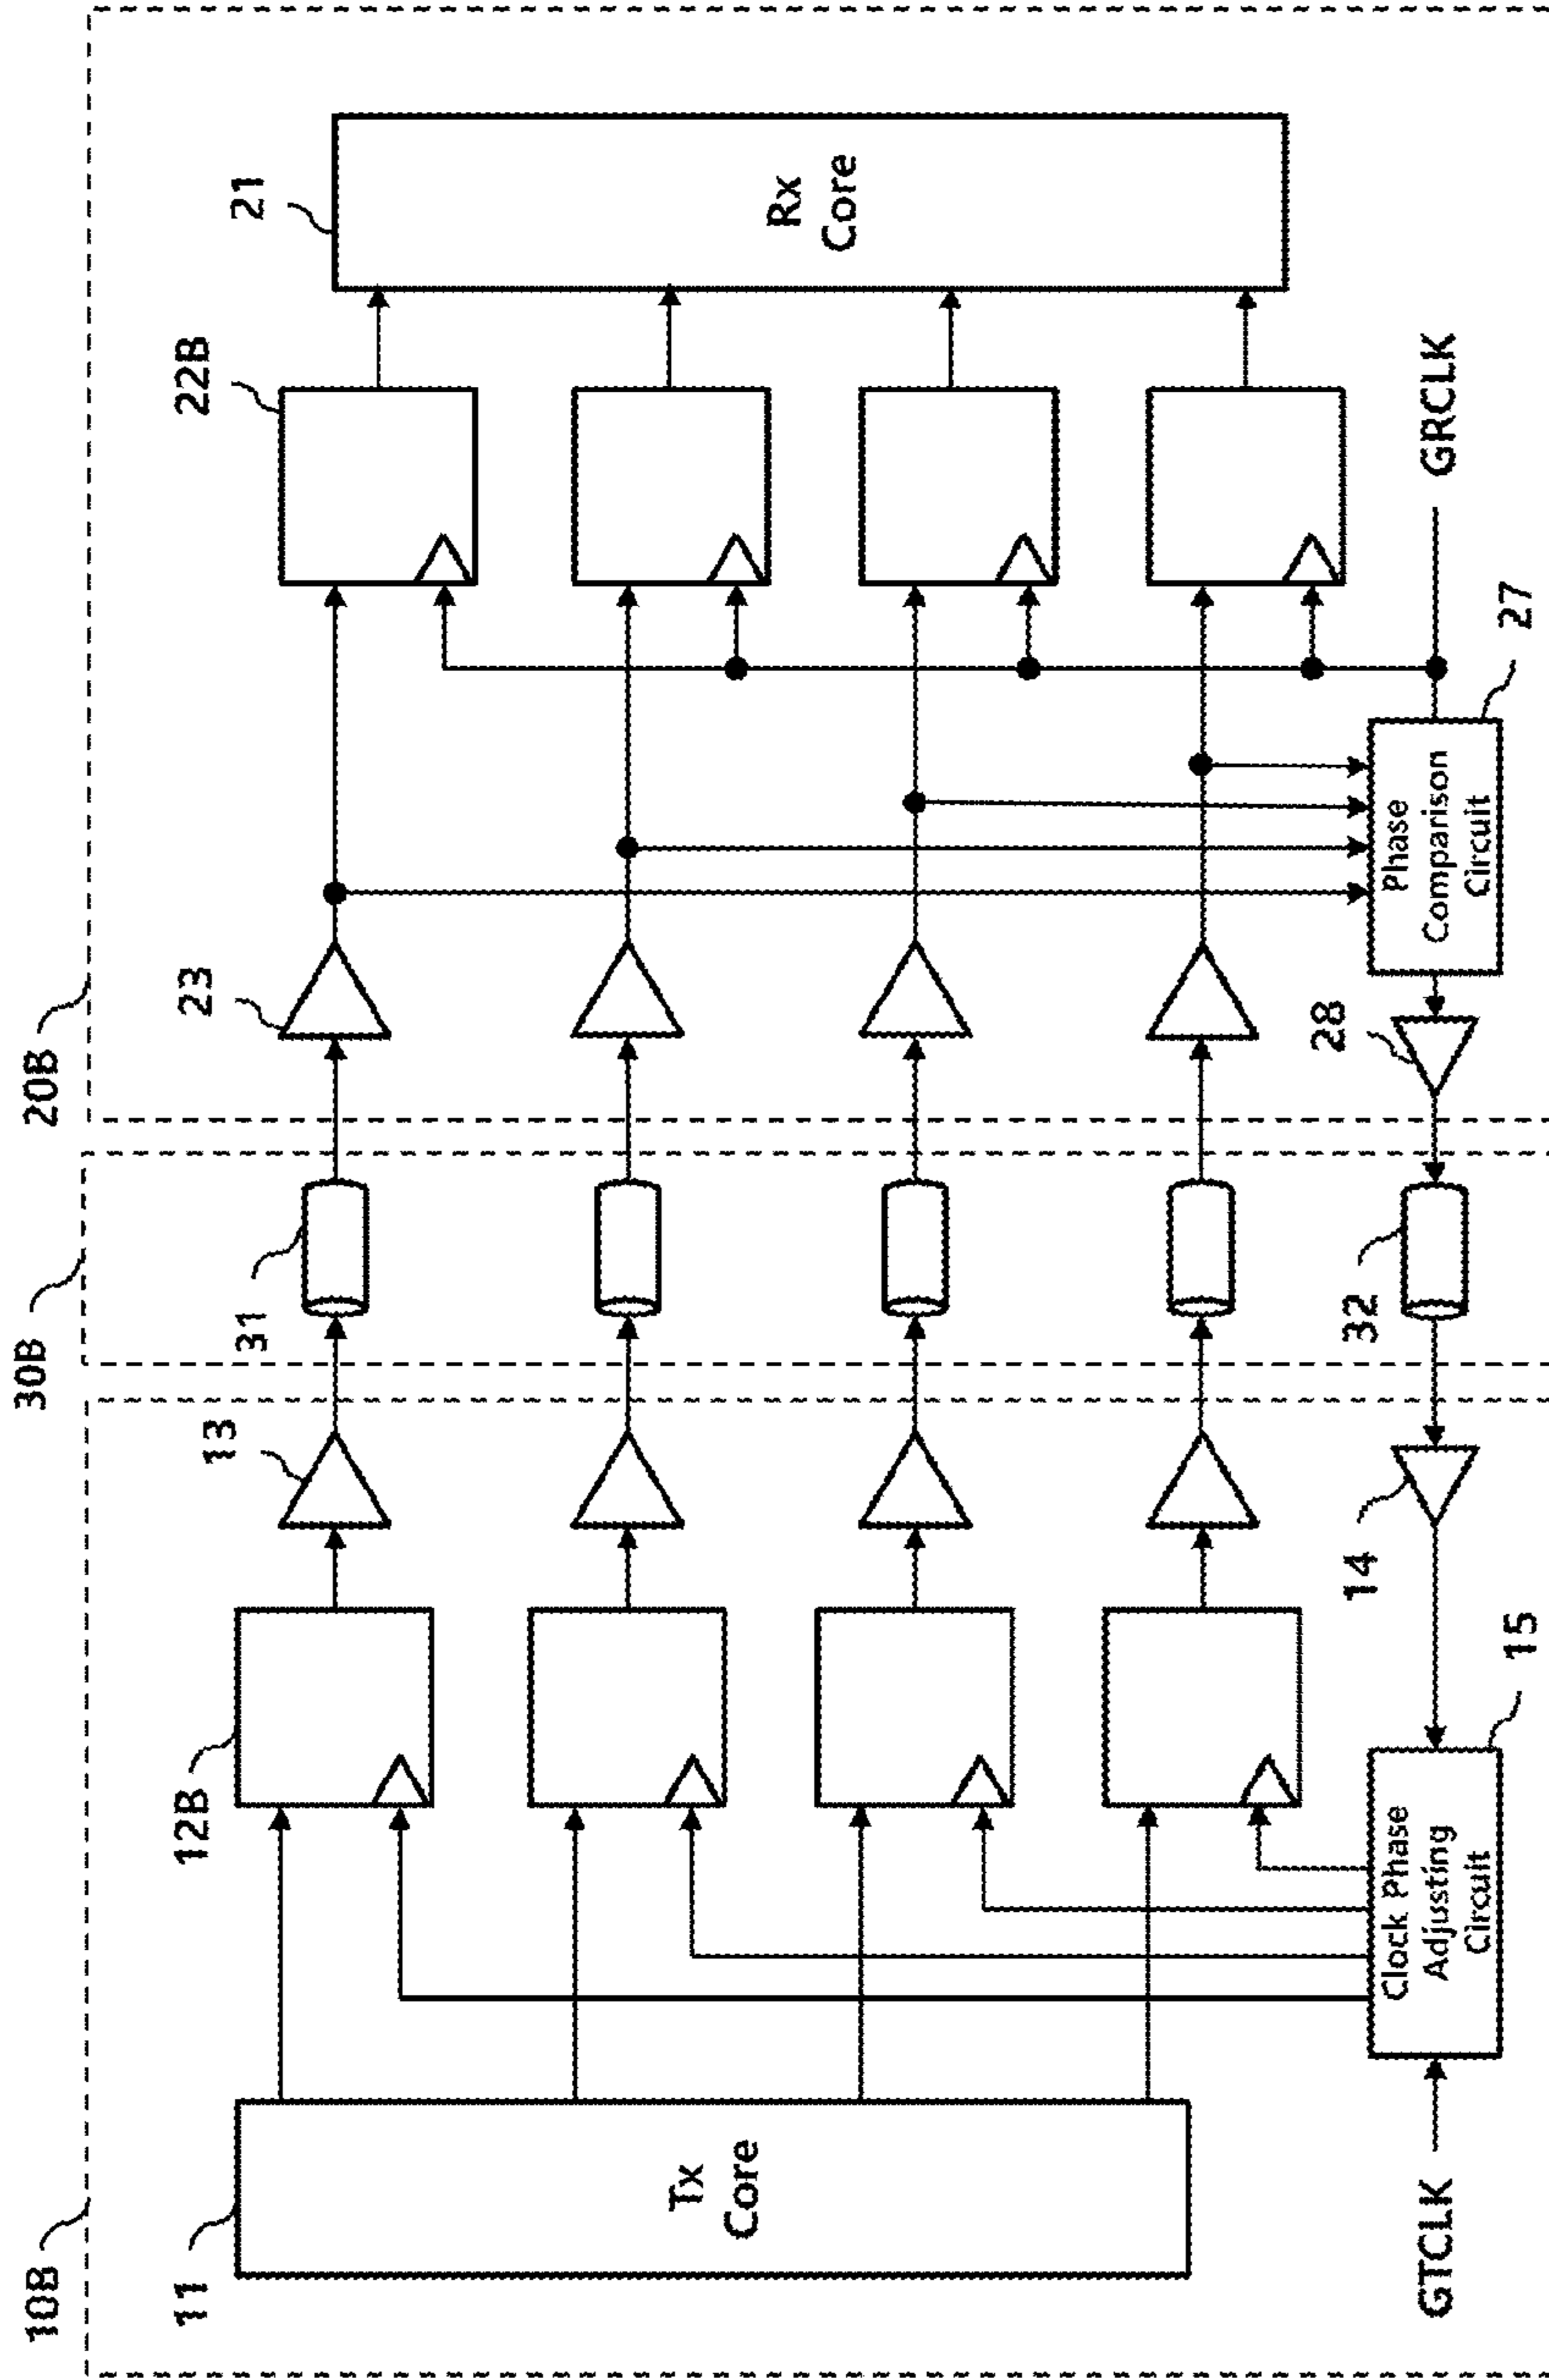 10B
30B
20B
11
12B
13
31
23
22B
21
Tx
Core
Rx
Core
14
32
28
GTCLK
Clock Phase
Adjusting
Circuit
15
Phase
Comparison
Circuit
27
GRCLK